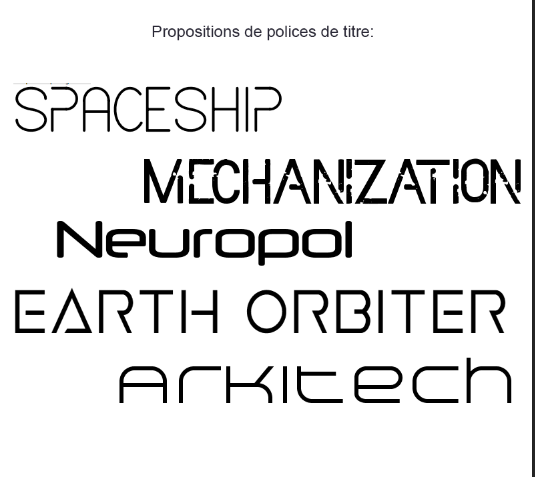 Propositions de polices de titre:
SPACESHIP
MECHANIZATION
Neuropol
EARTH ORBITER
Arkitech